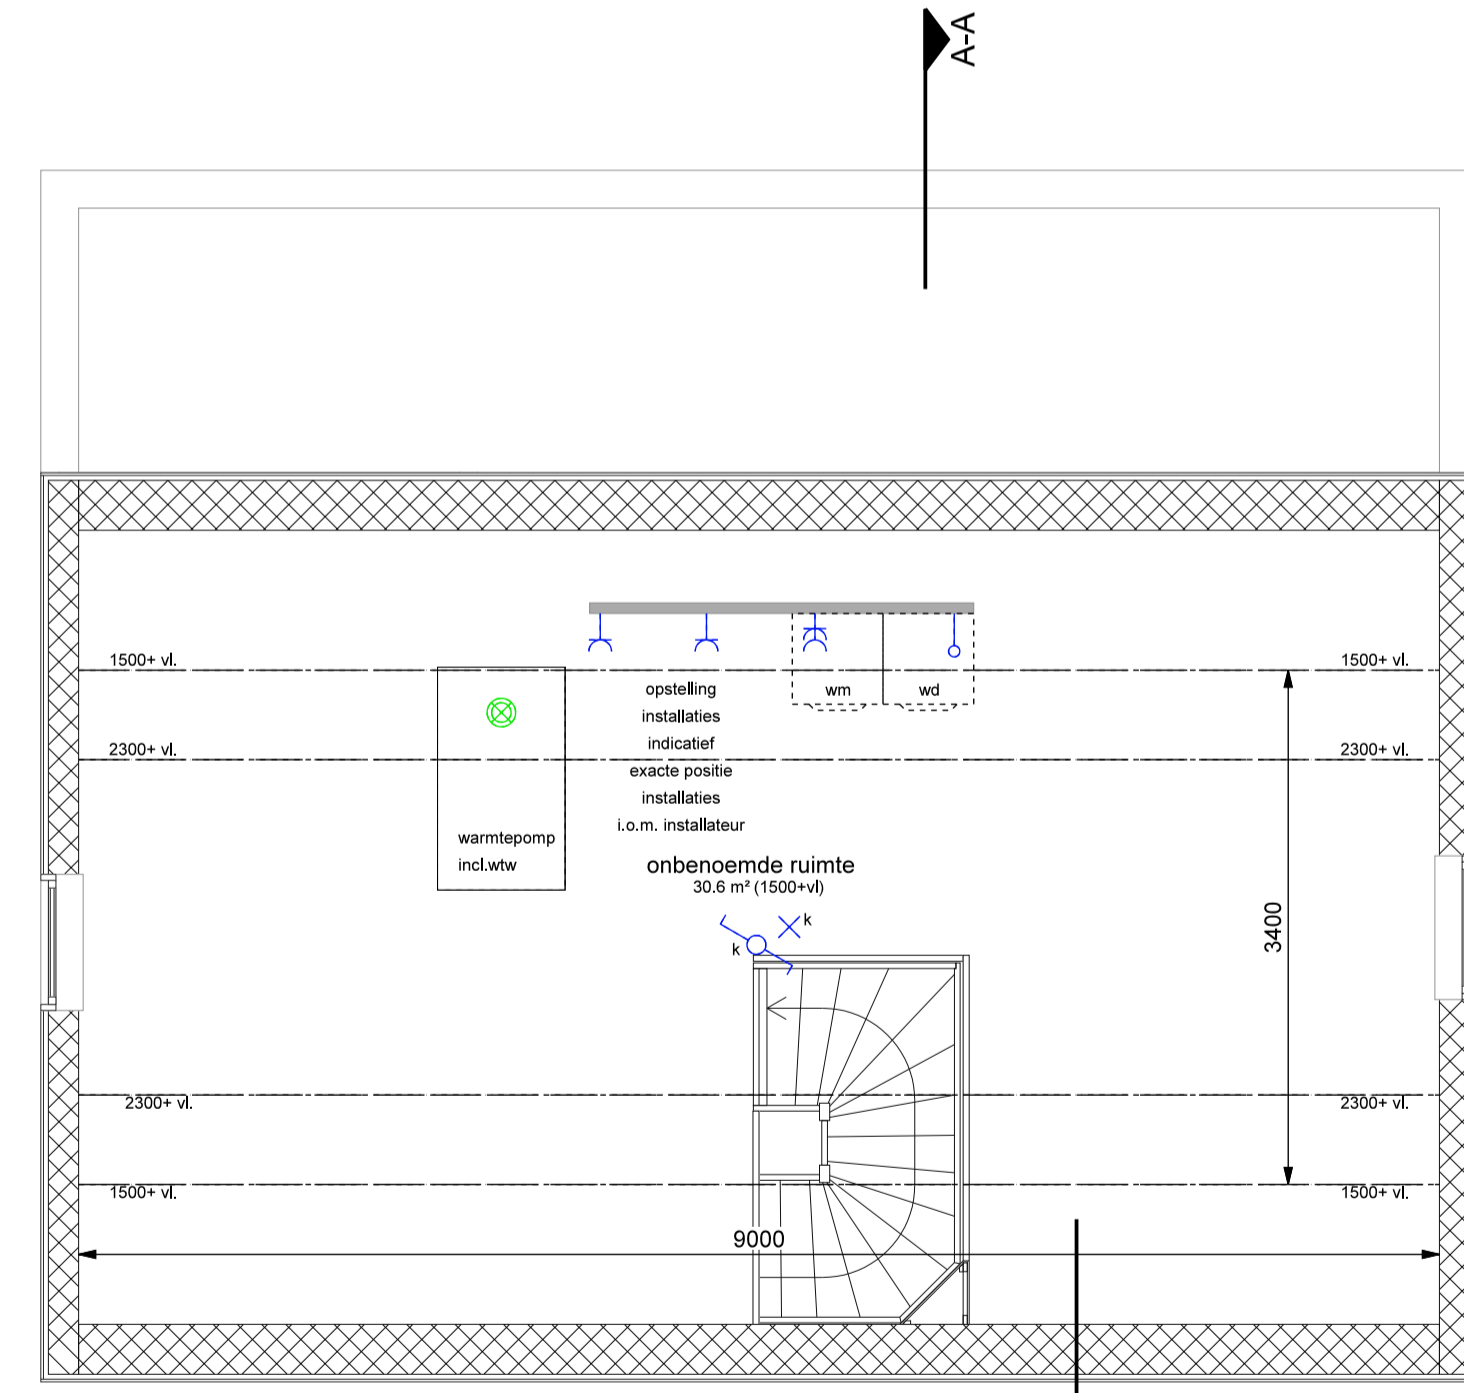 A-A
1500+ vl.
1500+ vl.
opstelling
installaties
indicatief
exacte positie
installaties
i.o.m. installateur
wm
wd
2300+ vl.
2300+ vl.
warmtepomp
incl.wtw
onbenoemde ruimte
30.6 m² (1500+vl)
k
k
3400
2300+ vl.
2300+ vl.
1500+ vl.
1500+ vl.
9000